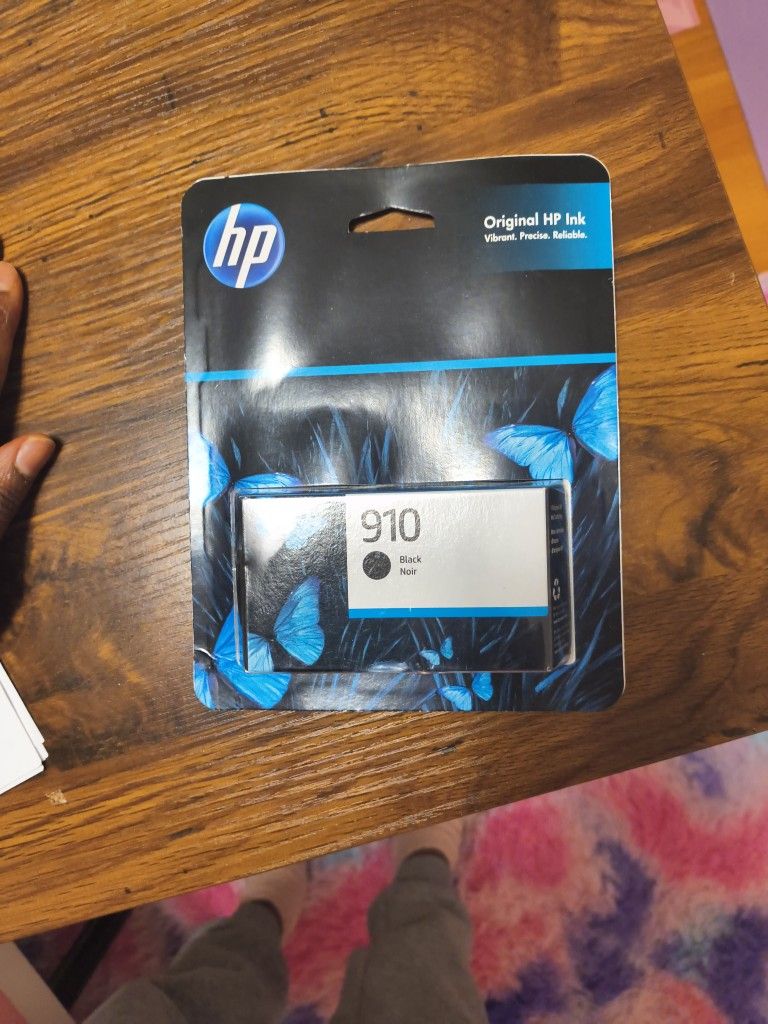 hp
Original HP Ink
Vibrant. Precise. Reliable.
910
Black
Noir